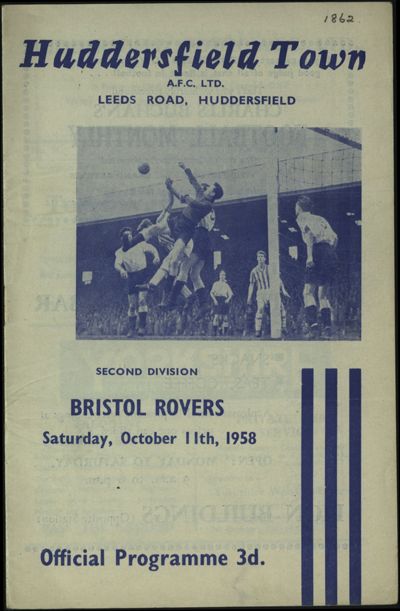 1862
Huddersfield Town
A.F.C. LTD.
LEEDS ROAD, HUDDERSFIELD
SECOND DIVISION
BRISTOL ROVERS
Saturday, October 11th, 1958
Official Programme 3d.